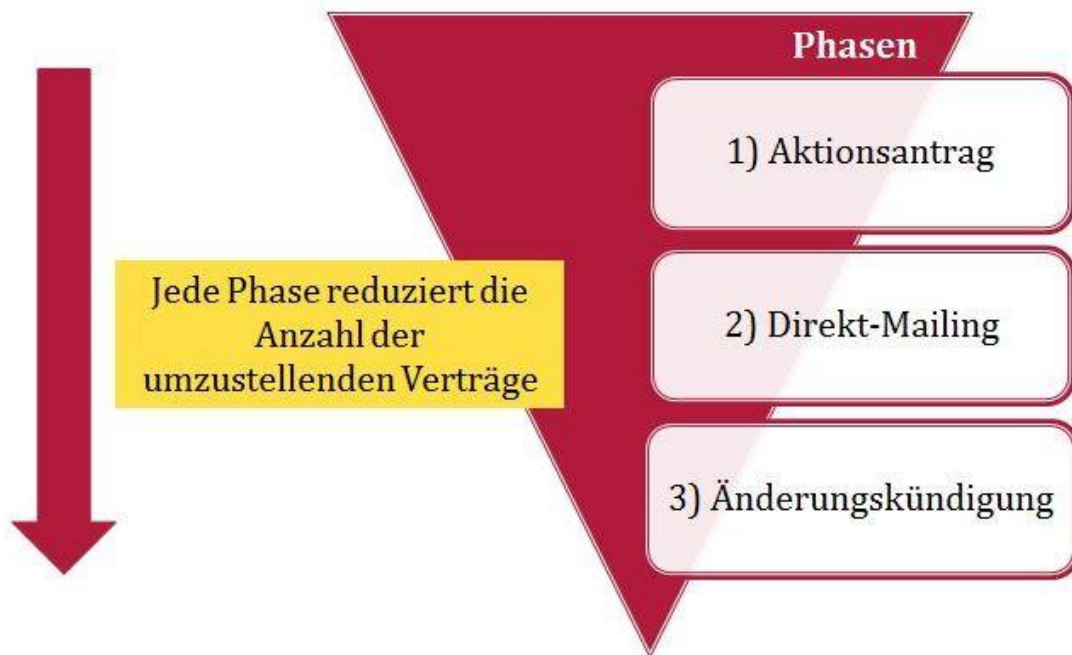 Phasen
1) Aktionsantrag
Jede Phase reduziert die
Anzahl der
umzustellenden Verträge
2) Direkt-Mailing
3) Änderungskündigung